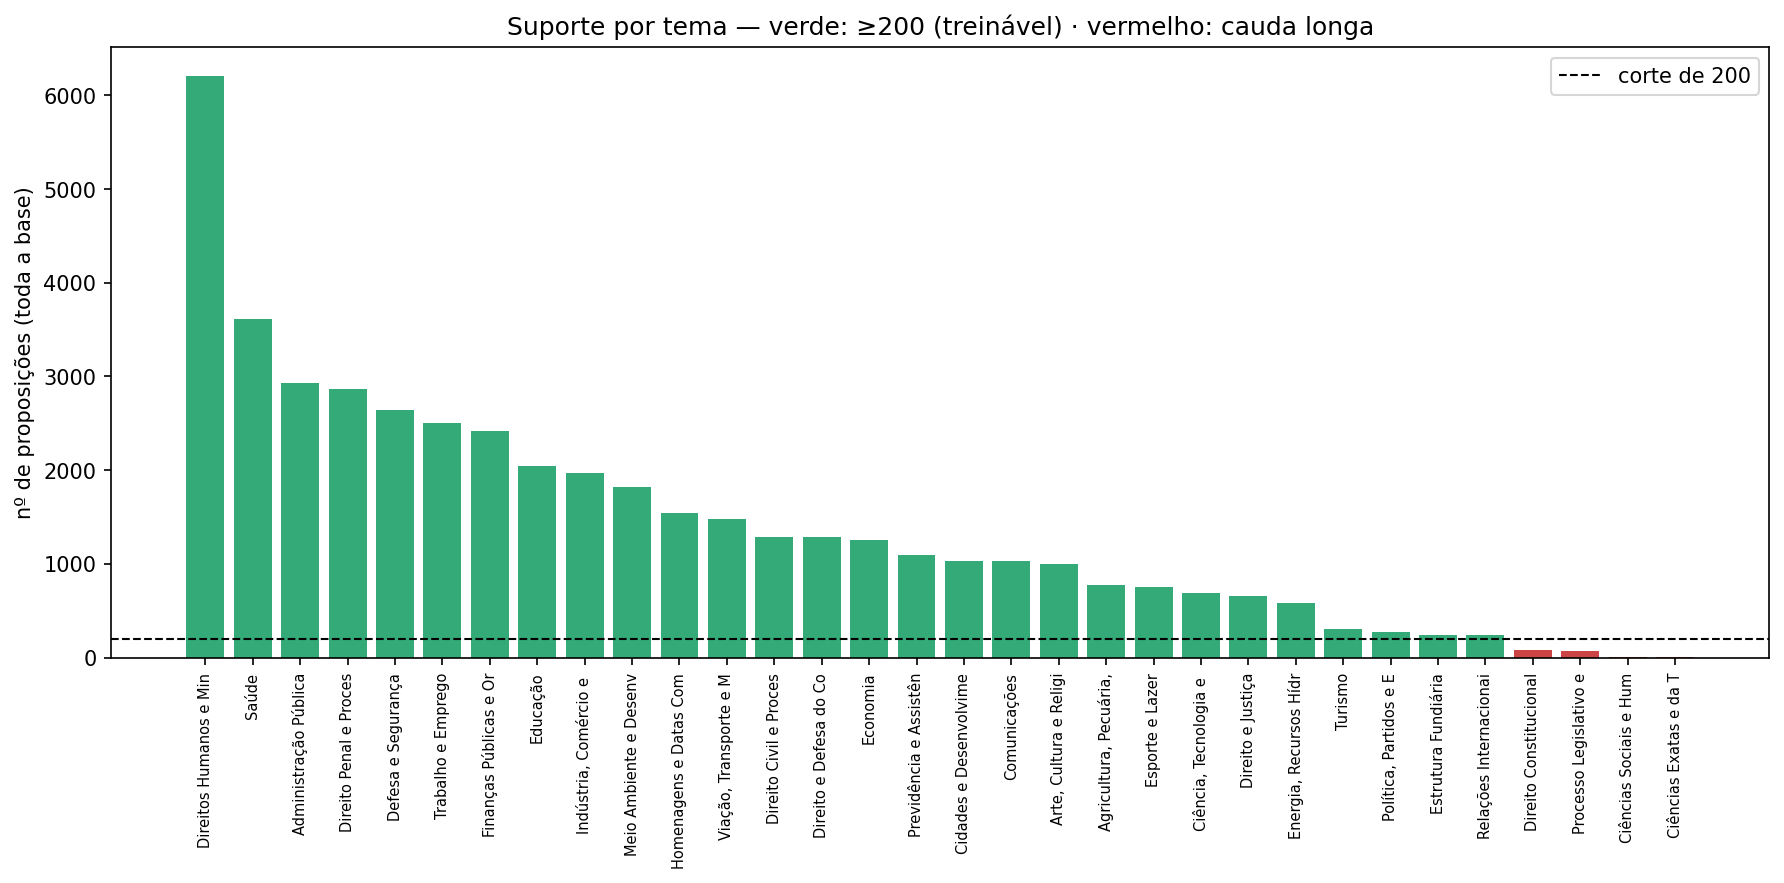 Suporte por tema — verde: ≥200 (treinável) · vermelho: cauda longa
corte de 200
nº de proposições (toda a base)
6000
5000
4000
3000
2000
1000
0
Direitos Humanos e Min
Saúde
Administração Pública
Direito Penal e Proces
Defesa e Segurança
Trabalho e Emprego
Finanças Públicas e Or
Educação
Indústria, Comércio e
Meio Ambiente e Desenv
Homenagens e Datas Com
Viação, Transporte e M
Direito Civil e Proces
Direito e Defesa do Co
Economia
Previdência e Assistên
Cidades e Desenvolvime
Comunicações
Arte, Cultura e Religi
Agricultura, Pecuária,
Esporte e Lazer
Ciência, Tecnologia e
Direito e Justiça
Energia, Recursos Hídr
Turismo
Política, Partidos e E
Estrutura Fundiária
Relações Internacionai
Direito Constitucional
Processo Legislativo e
Ciências Sociais e Hum
Ciências Exatas e da T